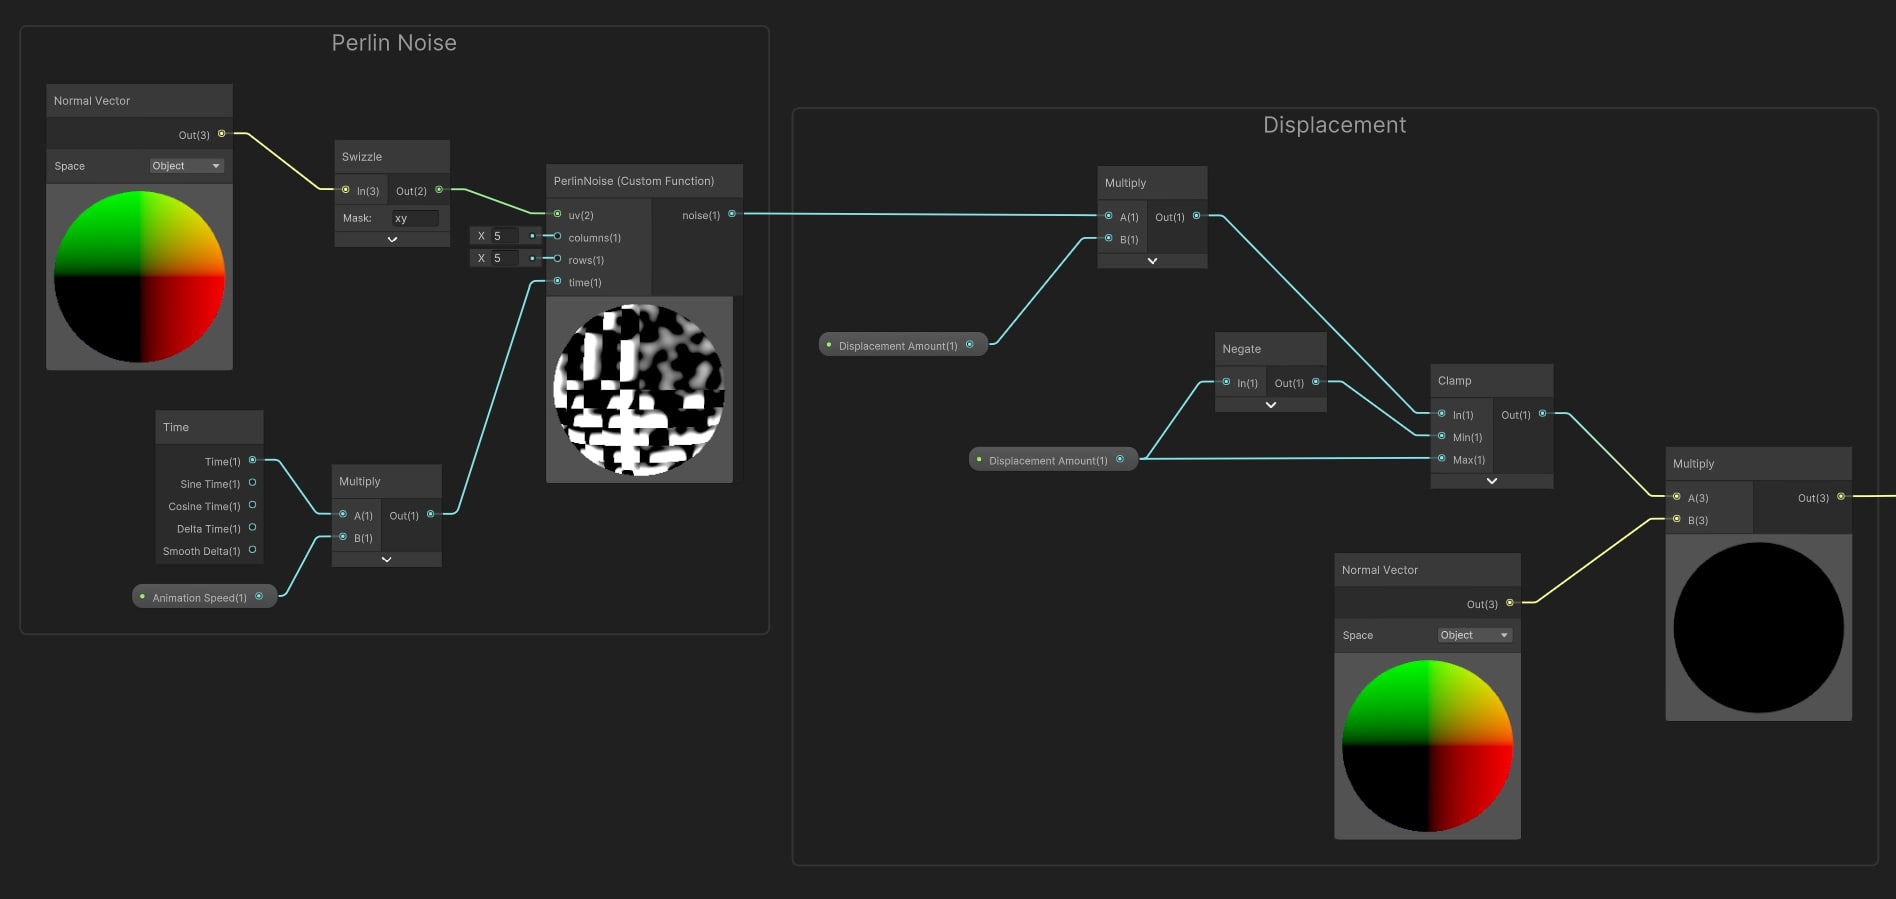 Perlin Noise
Normal Vector
Out(3)
Space Object
Swizzle
In(3) Out(2)
Mask: xy
PerlinNoise (Custom Function)
uv(2) noise(1)
X 5 columns(1)
X 5 rows(1)
time(1)
Time
Time(1)
Sine Time(1)
Cosine Time(1)
Delta Time(1)
Smooth Delta(1)
Multiply
A(1) Out(1)
B(1)
Animation Speed(1)
Displacement
Multiply
A(1) Out(1)
B(1)
Displacement Amount(1)
Negate
In(1) Out(1)
Displacement Amount(1)
Clamp
In(1) Out(1)
Min(1)
Max(1)
Multiply
A(3) Out(3)
B(3)
Normal Vector
Out(3)
Space Object